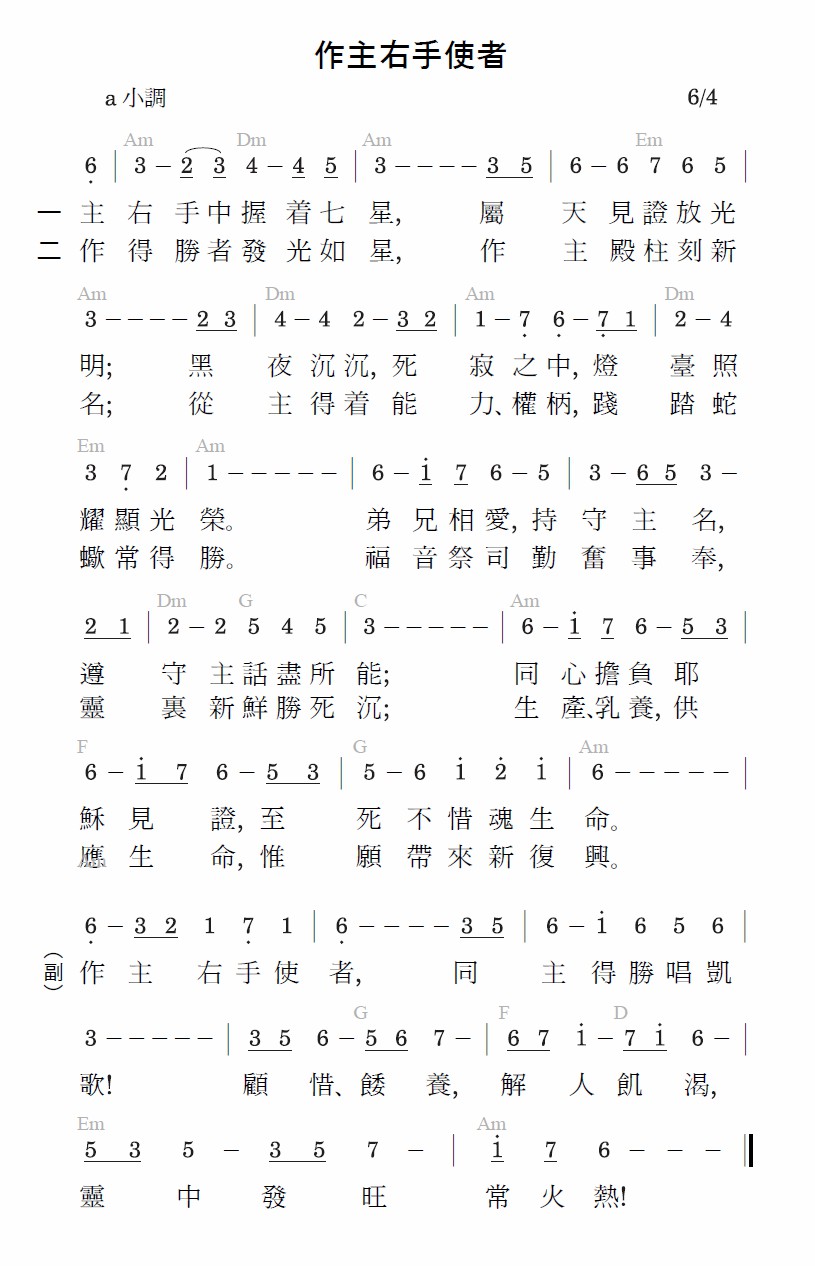 作主右手使者
a 小調 6/4
Am Dm Am Em
6̣ | 3 – 2 3 4 – 4 5 | 3 – – – – 3 5 | 6 – 6 7 6 5 |
一 主右手中握着七星, 屬天見證放光
二 作得勝者發光如星, 作主殿柱刻新
Am Dm Am Dm
3 – – – – 2 3 | 4 – 4 2 – 3 2 | 1 – 7̣ 6̣ – 7̣ 1 | 2 – 4
明; 黑夜沉沉, 死寂之中, 燈臺照
名; 從主得着能力、權柄, 踐踏蛇
Em Am
3 7̣ 2 | 1 – – – – – | 6 – 1̇ 7 6 – 5 | 3 – 6 5 3 –
耀顯光榮。 弟兄相愛, 持守主名,
蠍常得勝。 福音祭司勤奮事奉,
Dm G C Am
2 1 | 2 – 2 5 4 5 | 3 – – – – – | 6 – 1̇ 7 6 – 5 3 |
遵守主話盡所能; 同心擔負耶
靈裏新鮮勝死沉; 生產、乳養, 供
F G Am
6 – 1̇ 7 6 – 5 3 | 5 – 6 1̇ 2̇ 1̇ | 6 – – – – – |
穌見證, 至死不惜魂生命。
應生命, 惟願帶來新復興。
Am
6̣ – 3 2 1 7̣ 1 | 6̣ – – – – 3 5 | 6 – 1̇ 6 5 6 |
(副) 作主右手使者, 同主得勝唱凱
G F D
3 – – – – – | 3 5 6 – 5 6 7 – | 6 7 1̇ – 7 1̇ 6 – |
歌! 顧惜、餧養, 解人飢渴,
Em Am
5 3 5 – 3 5 7 – | 1̇ 7 6 – – –
靈中發旺常火熱!